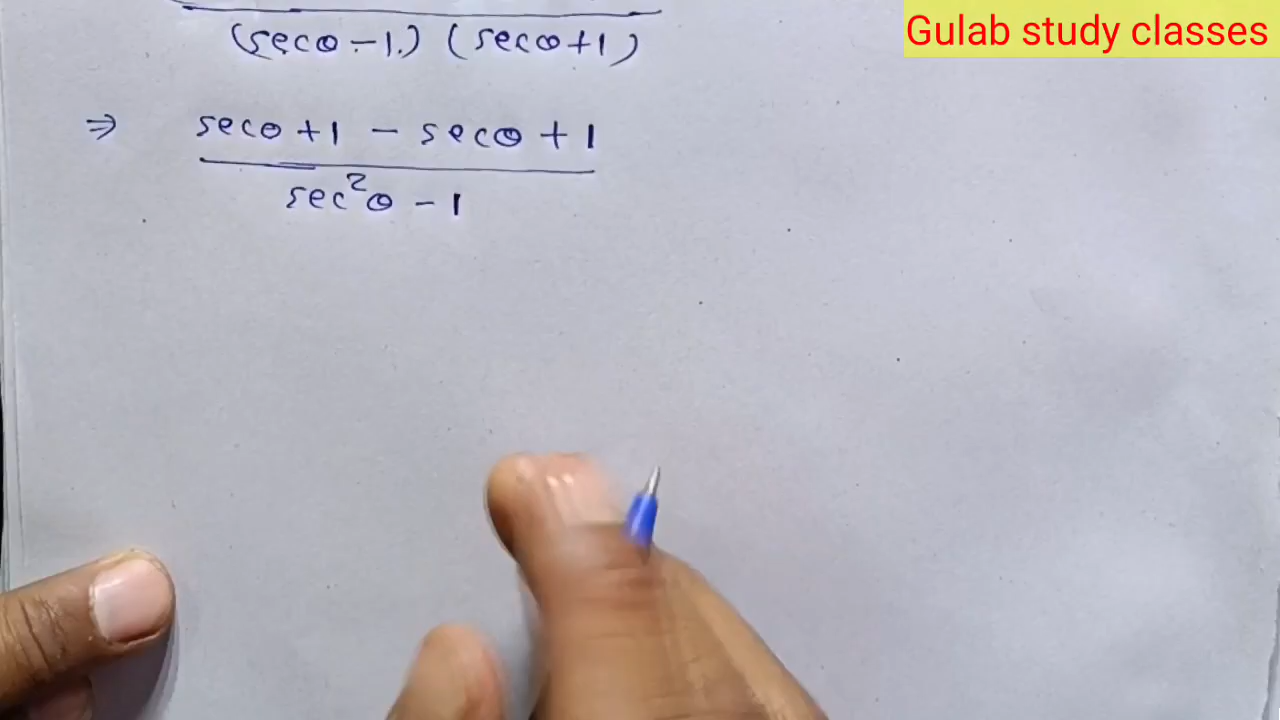 Gulab study classes
(secθ-1.) (secθ+1)
⇒ secθ+1 - secθ+1
sec²θ-1